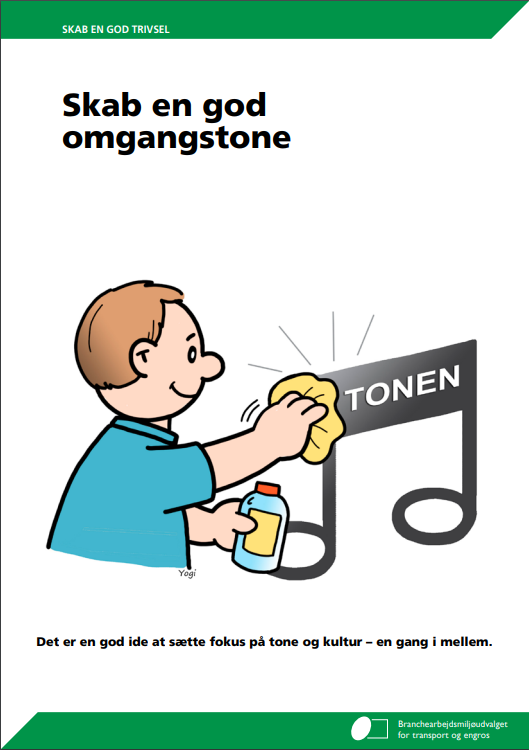 SKAB EN GOD TRIVSEL
Skab en god
omgangstone
TONEN
Yogi
Det er en god ide at sætte fokus på tone og kultur – en gang i mellem.
Branchearbejdsmiljøudvalget
for transport og engros